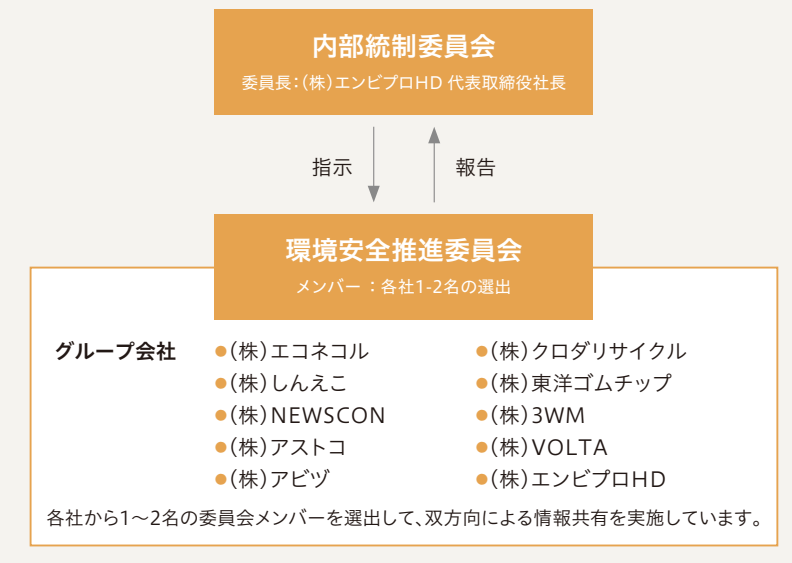 内部統制委員会
委員長：(株)エンビプロHD 代表取締役社長
指示
報告
環境安全推進委員会
メンバー ：各社1-2名の選出
グループ会社
●(株)エコネコル
●(株)しんえこ
●(株)NEWSCON
●(株)アストコ
●(株)アビヅ
●(株)クロダリサイクル
●(株)東洋ゴムチップ
●(株)3WM
●(株)VOLTA
●(株)エンビプロHD
各社から1～2名の委員会メンバーを選出して、双方向による情報共有を実施しています。